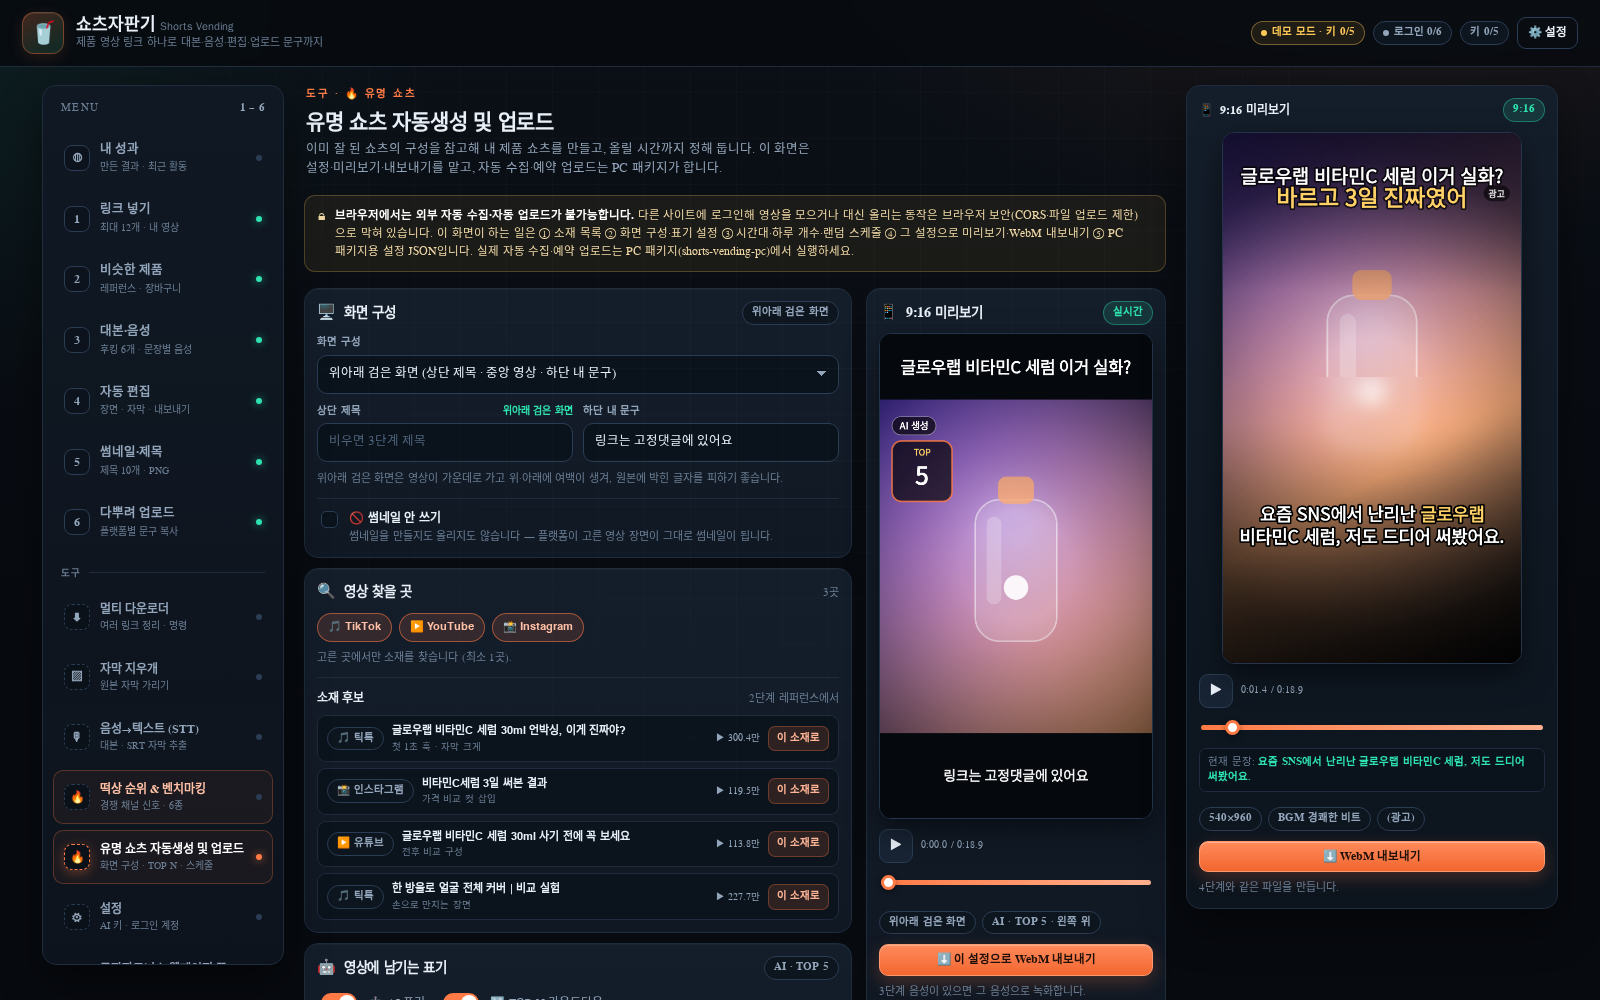 쇼츠자판기 Shorts Vending
제품 영상 링크 하나로 대본·음성·편집·업로드 문구까지
데모 모드 · 키 0/5
로그인 0/6
키 0/5
⚙️ 설정
MENU
1 – 6
내 성과
만든 결과 · 최근 활동
1
링크 넣기
최대 12개 · 내 영상
2
비슷한 제품
레퍼런스 · 장바구니
3
대본·음성
후킹 6개 · 문장별 음성
4
자동 편집
장면 · 자막 · 내보내기
5
썸네일·제목
제목 10개 · PNG
6
다뿌려 업로드
플랫폼별 문구 복사
도구
멀티 다운로더
여러 링크 정리 · 명령
자막 지우개
원본 자막 가리기
음성→텍스트 (STT)
대본 · SRT 자막 추출
떡상 순위 & 벤치마킹
경쟁 채널 신호 · 6종
유명 쇼츠 자동생성 및 업로드
화면 구성 · TOP N · 스케줄
설정
AI 키 · 로그인 계정
도구 · 🔥 유명 쇼츠
유명 쇼츠 자동생성 및 업로드
이미 잘 된 쇼츠의 구성을 참고해 내 제품 쇼츠를 만들고, 올릴 시간까지 정해 둡니다. 이 화면은
설정·미리보기·내보내기를 맡고, 자동 수집·예약 업로드는 PC 패키지가 합니다.
브라우저에서는 외부 자동 수집·자동 업로드가 불가능합니다. 다른 사이트에 로그인해 영상을 모으거나 대신 올리는 동작은 브라우저 보안(CORS·파일 업로드 제한)
으로 막혀 있습니다. 이 화면이 하는 일은 ① 소재 목록 ② 화면 구성·표기 설정 ③ 시간대·하루 개수·랜덤 스케줄 ④ 그 설정으로 미리보기·WebM 내보내기 ⑤ PC
패키지용 설정 JSON입니다. 실제 자동 수집·예약 업로드는 PC 패키지(shorts-vending-pc)에서 실행하세요.
🖥️ 화면 구성
위아래 검은 화면
화면 구성
위아래 검은 화면 (상단 제목 · 중앙 영상 · 하단 내 문구)
상단 제목
위아래 검은 화면
하단 내 문구
비우면 3단계 제목
링크는 고정댓글에 있어요
위아래 검은 화면은 영상이 가운데로 가고 위·아래에 여백이 생겨, 원본에 박힌 글자를 피하기 좋습니다.
🚫 썸네일 안 쓰기
썸네일을 만들지도 올리지도 않습니다 — 플랫폼이 고른 영상 장면이 그대로 썸네일이 됩니다.
🔍 영상 찾을 곳
3곳
🎵 TikTok
▶️ YouTube
📸 Instagram
고른 곳에서만 소재를 찾습니다 (최소 1곳).
소재 후보
2단계 레퍼런스에서
🎵 틱톡
글로우랩 비타민C 세럼 30ml 언박싱, 이게 진짜야?
첫 1초 훅 · 자막 크게
▶ 300.4만
이 소재로
📸 인스타그램
비타민C세럼 3일 써본 결과
가격 비교 컷 삽입
▶ 119.5만
이 소재로
▶️ 유튜브
글로우랩 비타민C 세럼 30ml 사기 전에 꼭 보세요
전후 비교 구성
▶ 113.8만
이 소재로
🎵 틱톡
한 방울로 얼굴 전체 커버 | 비교 실험
손으로 만지는 장면
▶ 227.7만
이 소재로
🤖 영상에 남기는 표기
AI · TOP 5
📱 9:16 미리보기
실시간
글로우랩 비타민C 세럼 이거 실화?
AI 생성
TOP
5
링크는 고정댓글에 있어요
0:00.0 / 0:18.9
위아래 검은 화면
AI · TOP 5 · 왼쪽 위
⬇️ 이 설정으로 WebM 내보내기
3단계 음성이 있으면 그 음성으로 녹화합니다.
📱 9:16 미리보기
9:16
글로우랩 비타민C 세럼 이거 실화?
바르고 3일 진짜였어
광고
요즘 SNS에서 난리난 글로우랩
비타민C 세럼, 저도 드디어 써봤어요.
0:01.4 / 0:18.9
현재 문장: 요즘 SNS에서 난리난 글로우랩 비타민C 세럼, 저도 드디어
써봤어요.
540×960
BGM 경쾌한 비트
(광고)
⬇️ WebM 내보내기
4단계와 같은 파일을 만듭니다.